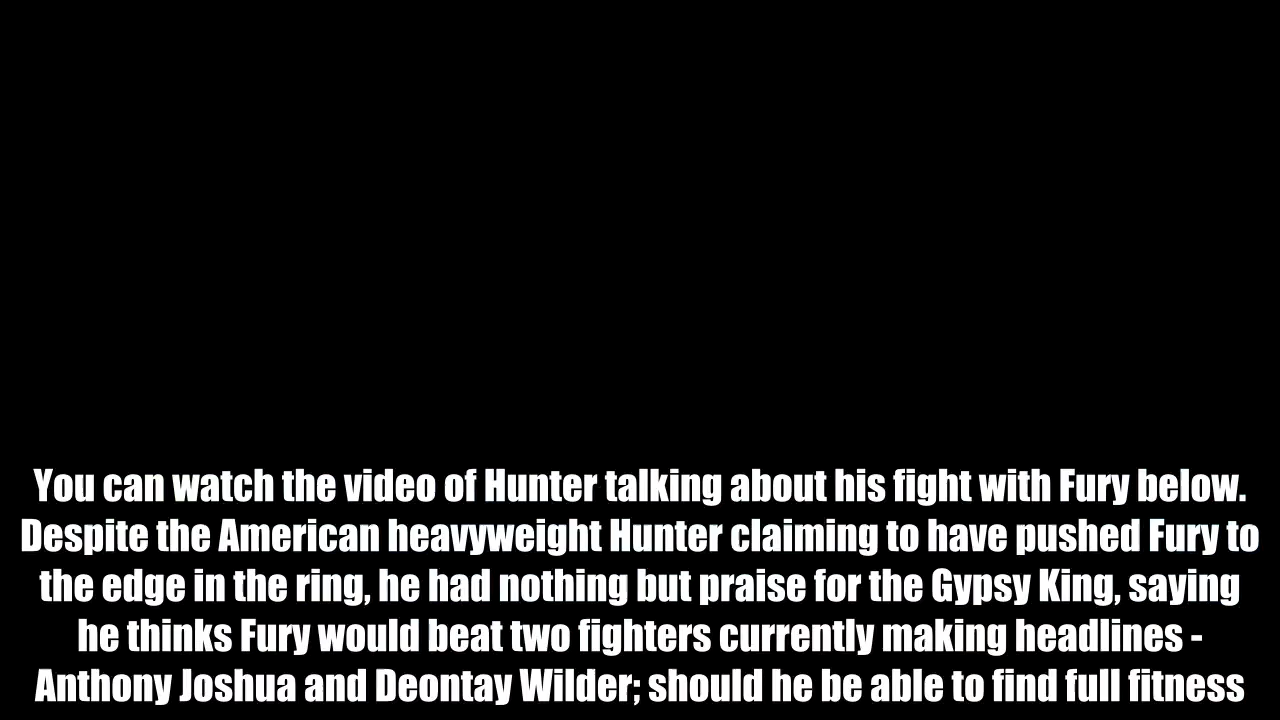 You can watch the video of Hunter talking about his fight with Fury below.
Despite the American heavyweight Hunter claiming to have pushed Fury to
the edge in the ring, he had nothing but praise for the Gypsy King, saying
he thinks Fury would beat two fighters currently making headlines -
Anthony Joshua and Deontay Wilder; should he be able to find full fitness